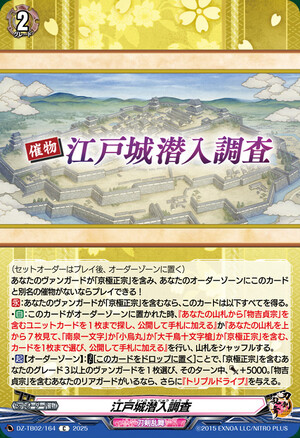 2
グレード
催物
江戸城潜入調査
(セットオーダーはプレイ後、オーダーゾーンに置く)
あなたのヴァンガードが「京極正宗」を含み、あなたのオーダーゾーンにこのカード
と別名の催物がないならプレイできる！
永:あなたのヴァンガードが「京極正宗」を含むなら、このカードは以下すべてを得る。
・自:このカードがオーダーゾーンに置かれた時、「あなたの山札から「物吉貞宗」を含
むユニットカードを1枚まで探し、公開して手札に加える」か「あなたの山札を上
から7枚見て、「南泉一文字」か「小烏丸」か「大千鳥十文字槍」か「京極正宗」を含む、
カードを1枚まで選び、公開して手札に加える」を行い、山札をシャッフルする。
・起【オーダーゾーン】:【このカードをドロップに置く】ことで、「京極正宗」を含むあな
たのグレード3以上のヴァンガードを1枚選び、そのターン中、+5000。「物吉貞
宗」を含むあなたのリアガードがいるなら、さらに『トリプルドライブ』を与える。
セットオーダー
江戸城潜入調査
刀剣乱舞
DZ-TB02/164 C 2025
©2015 EXNOA LLC/NITRO PLUS